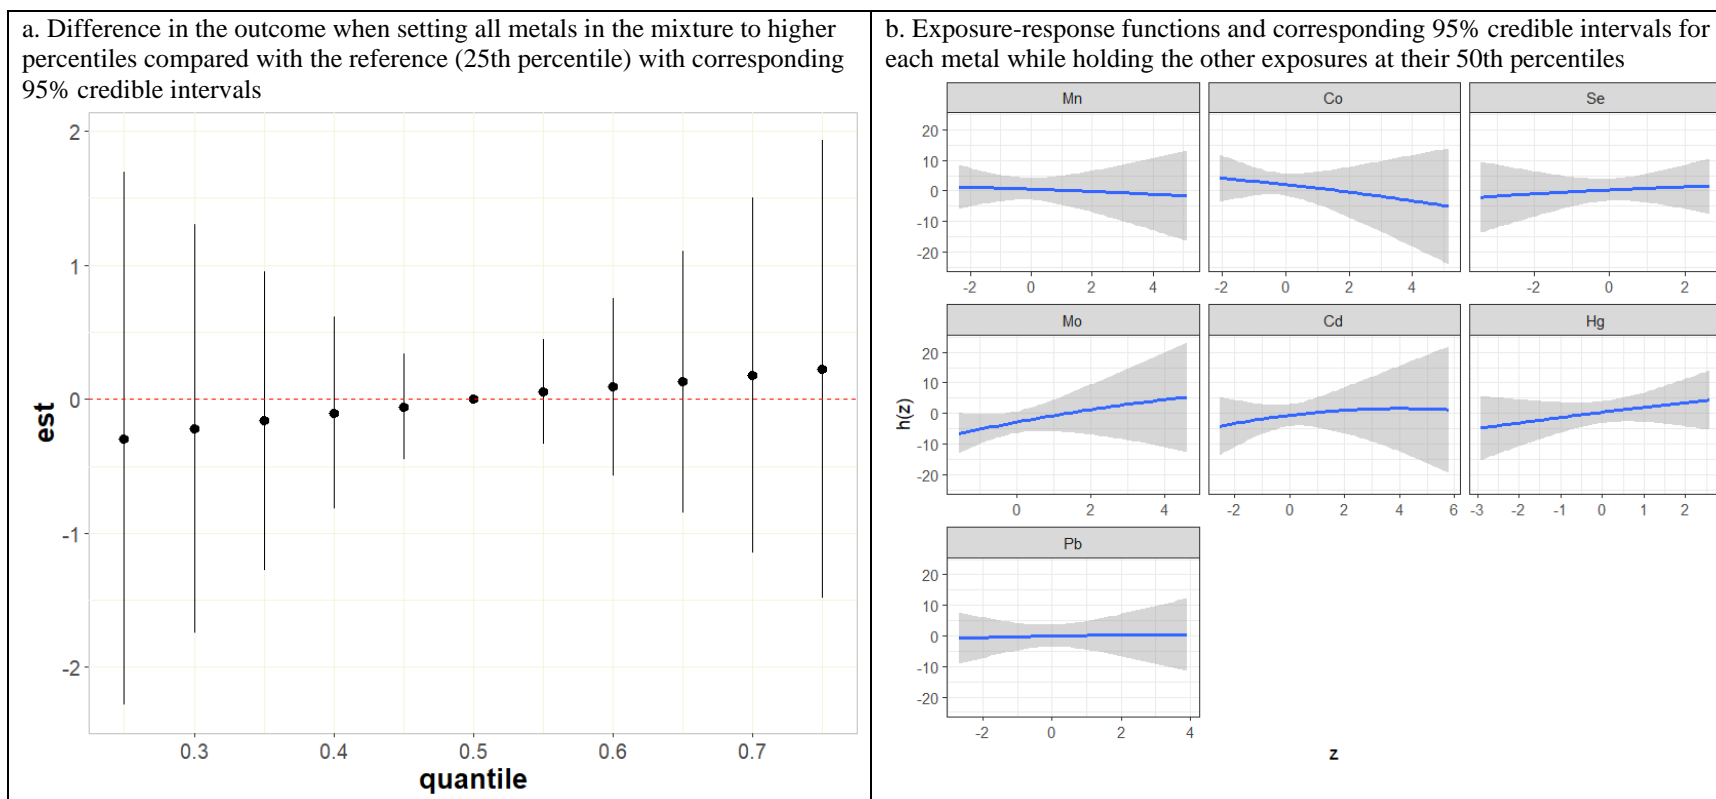 a. Difference in the outcome when setting all metals in the mixture to higher
percentiles compared with the reference (25th percentile) with corresponding
95% credible intervals
2
1
0
-1
-2
est
0.3 0.4 0.5 0.6 0.7
quantile
b. Exposure-response functions and corresponding 95% credible intervals for
each metal while holding the other exposures at their 50th percentiles
Mn Co Se
20
10
0
-10
-20
-2 0 2 4 -2 0 2 4 -2 0 2
Mo Cd Hg
20
10
0
-10
-20
h(z)
0 2 4 -2 0 2 4 6 -3 -2 -1 0 1 2
Pb
20
10
0
-10
-20
-2 0 2 4
z